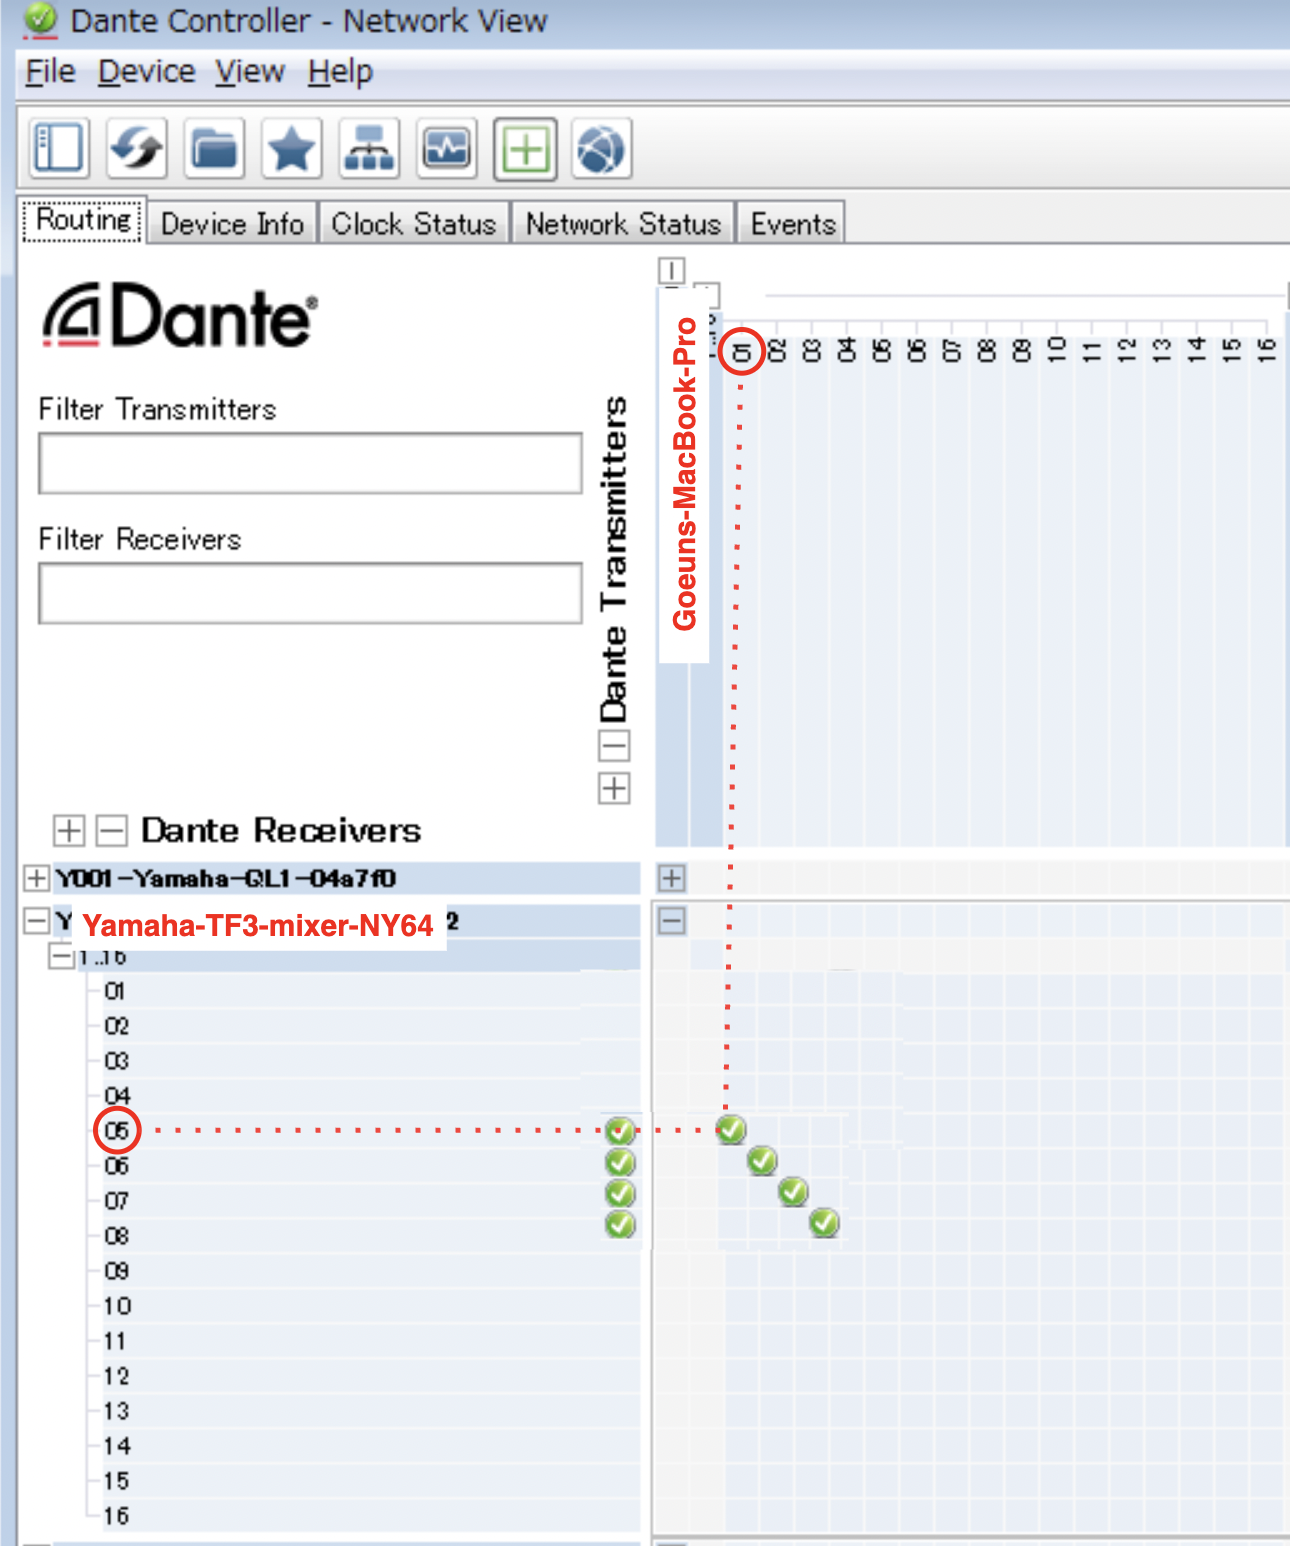 Dante Controller - Network View
File Device View Help
Routing Device Info Clock Status Network Status Events
Dante®
Filter Transmitters
Filter Receivers
Dante Transmitters
Goeuns-MacBook-Pro
01 02 03 04 05 06 07 08 09 10 11 12 13 14 15 16
Dante Receivers
Y001-Yamaha-QL1-04a7f0
Yamaha-TF3-mixer-NY64
1..16
01
02
03
04
05
06
07
08
09
10
11
12
13
14
15
16